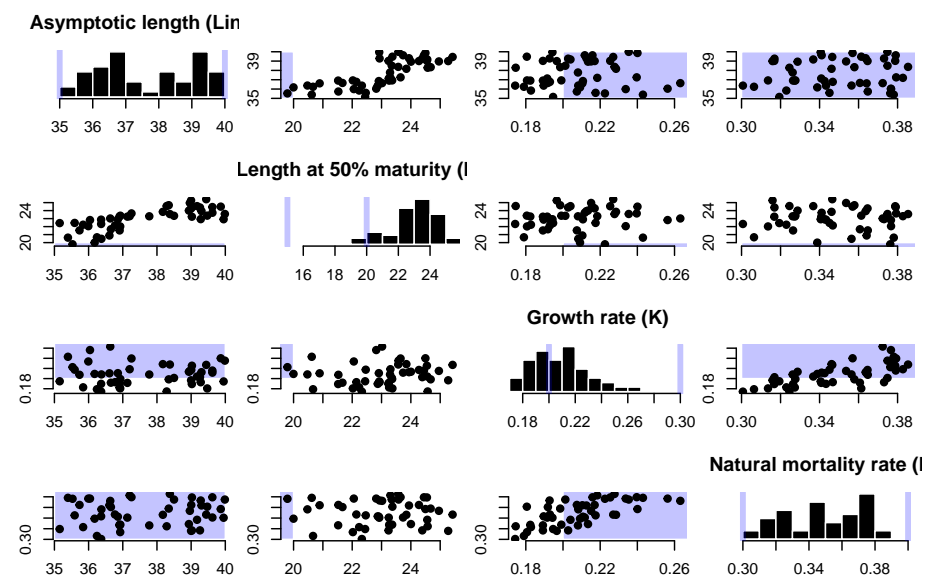 Asymptotic length (Lin
39
35
39
35
39
35
35 36 37 38 39 40
20 22 24
0.18 0.22 0.26
0.30 0.34 0.38
Length at 50% maturity (
24
20
24
20
24
20
35 36 37 38 39 40
16 18 20 22 24
0.18 0.22 0.26
0.30 0.34 0.38
Growth rate (K)
0.18
0.18
0.18
35 36 37 38 39 40
20 22 24
0.18 0.22 0.26 0.30
0.30 0.34 0.38
Natural mortality rate (
0.30
0.30
0.30
35 36 37 38 39 40
20 22 24
0.18 0.22 0.26
0.30 0.34 0.38